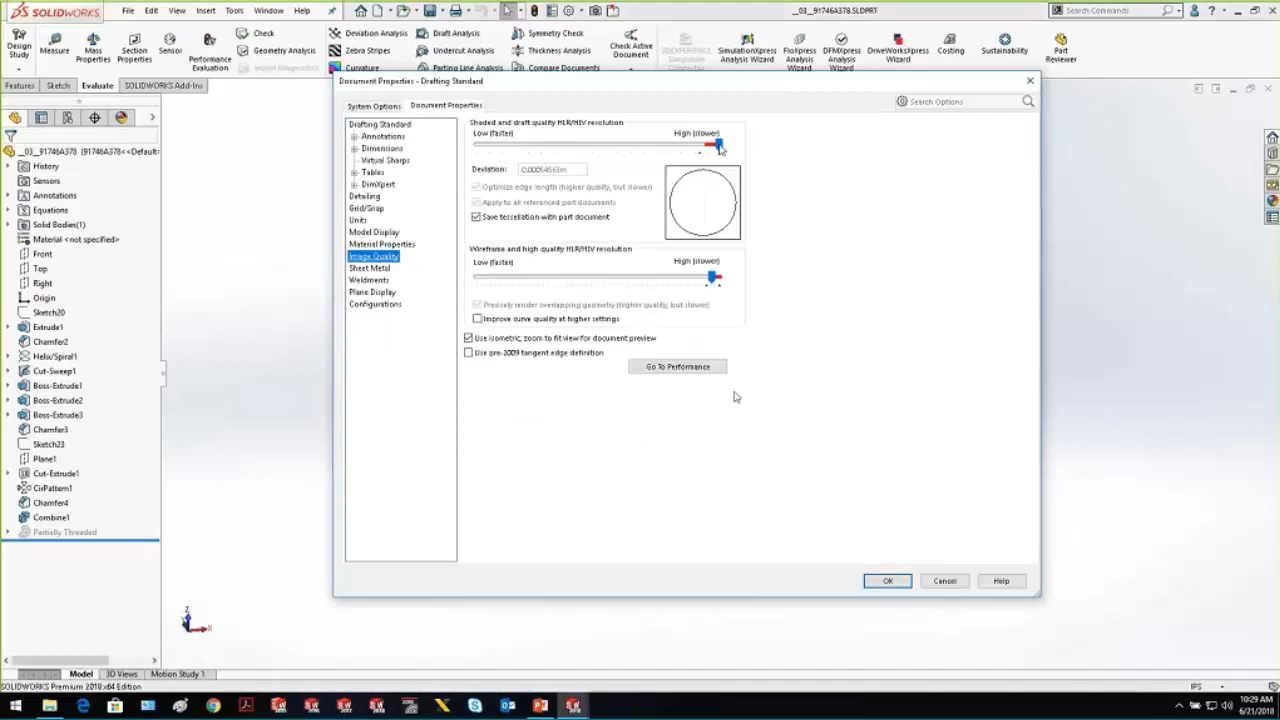 SOLIDWORKS File Edit View Insert Tools Window Help __03__91746A378.SLDPRT Search Commands
Design Study
Measure
Mass Properties
Section Properties
Sensor
Performance Evaluation
Check
Geometry Analysis
Import Diagnostics
Deviation Analysis
Zebra Stripes
Curvature
Draft Analysis
Undercut Analysis
Parting Line Analysis
Symmetry Check
Thickness Analysis
Compare Documents
Check Active Document
3DEXPERIENCE Simulation Connector
SimulationXpress Analysis Wizard
FloXpress Analysis Wizard
DFMXpress Analysis Wizard
DriveWorksXpress Wizard
Costing
Sustainability
Part Reviewer
Features Sketch Evaluate SOLIDWORKS Add-Ins
__03__91746A378 (91746A378<<Default>
History
Sensors
Annotations
Equations
Solid Bodies(1)
Material <not specified>
Front
Top
Right
Origin
Sketch20
Extrude1
Chamfer2
Helix/Spiral1
Cut-Sweep1
Boss-Extrude1
Boss-Extrude2
Boss-Extrude3
Chamfer3
Sketch23
Plane1
Cut-Extrude1
CirPattern1
Chamfer4
Combine1
Partially Threaded
Document Properties - Drafting Standard
System Options Document Properties Search Options
Drafting Standard
Annotations
Dimensions
Virtual Sharps
Tables
DimXpert
Detailing
Grid/Snap
Units
Model Display
Material Properties
Image Quality
Sheet Metal
Weldments
Plane Display
Configurations
Shaded and draft quality HLR/HIV resolution
Low (faster) High (slower)
Deviation: 0.00054563in
Optimize edge length (higher quality, but slower)
Apply to all referenced part documents
Save tessellation with part document
Wireframe and high quality HLR/HIV resolution
Low (faster) High (slower)
Precisely render overlapping geometry (higher quality, but slower)
Improve curve quality at higher settings
Use isometric, zoom to fit view for document preview
Use pre-2009 tangent edge definition
Go To Performance
OK Cancel Help
Z
X
Model 3D Views Motion Study 1
SOLIDWORKS Premium 2018 x64 Edition IPS
10:29 AM
6/21/2018